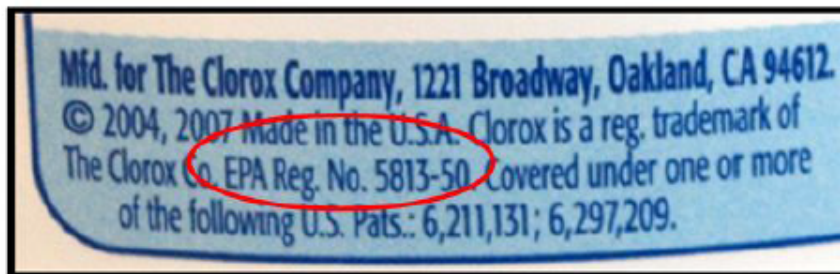 Mfd. for The Clorox Company, 1221 Broadway, Oakland, CA 94612.
© 2004, 2007 Made in the U.S.A. Clorox is a reg. trademark of
The Clorox Co. EPA Reg. No. 5813-50. Covered under one or more
of the following U.S. Pats.: 6,211,131; 6,297,209.